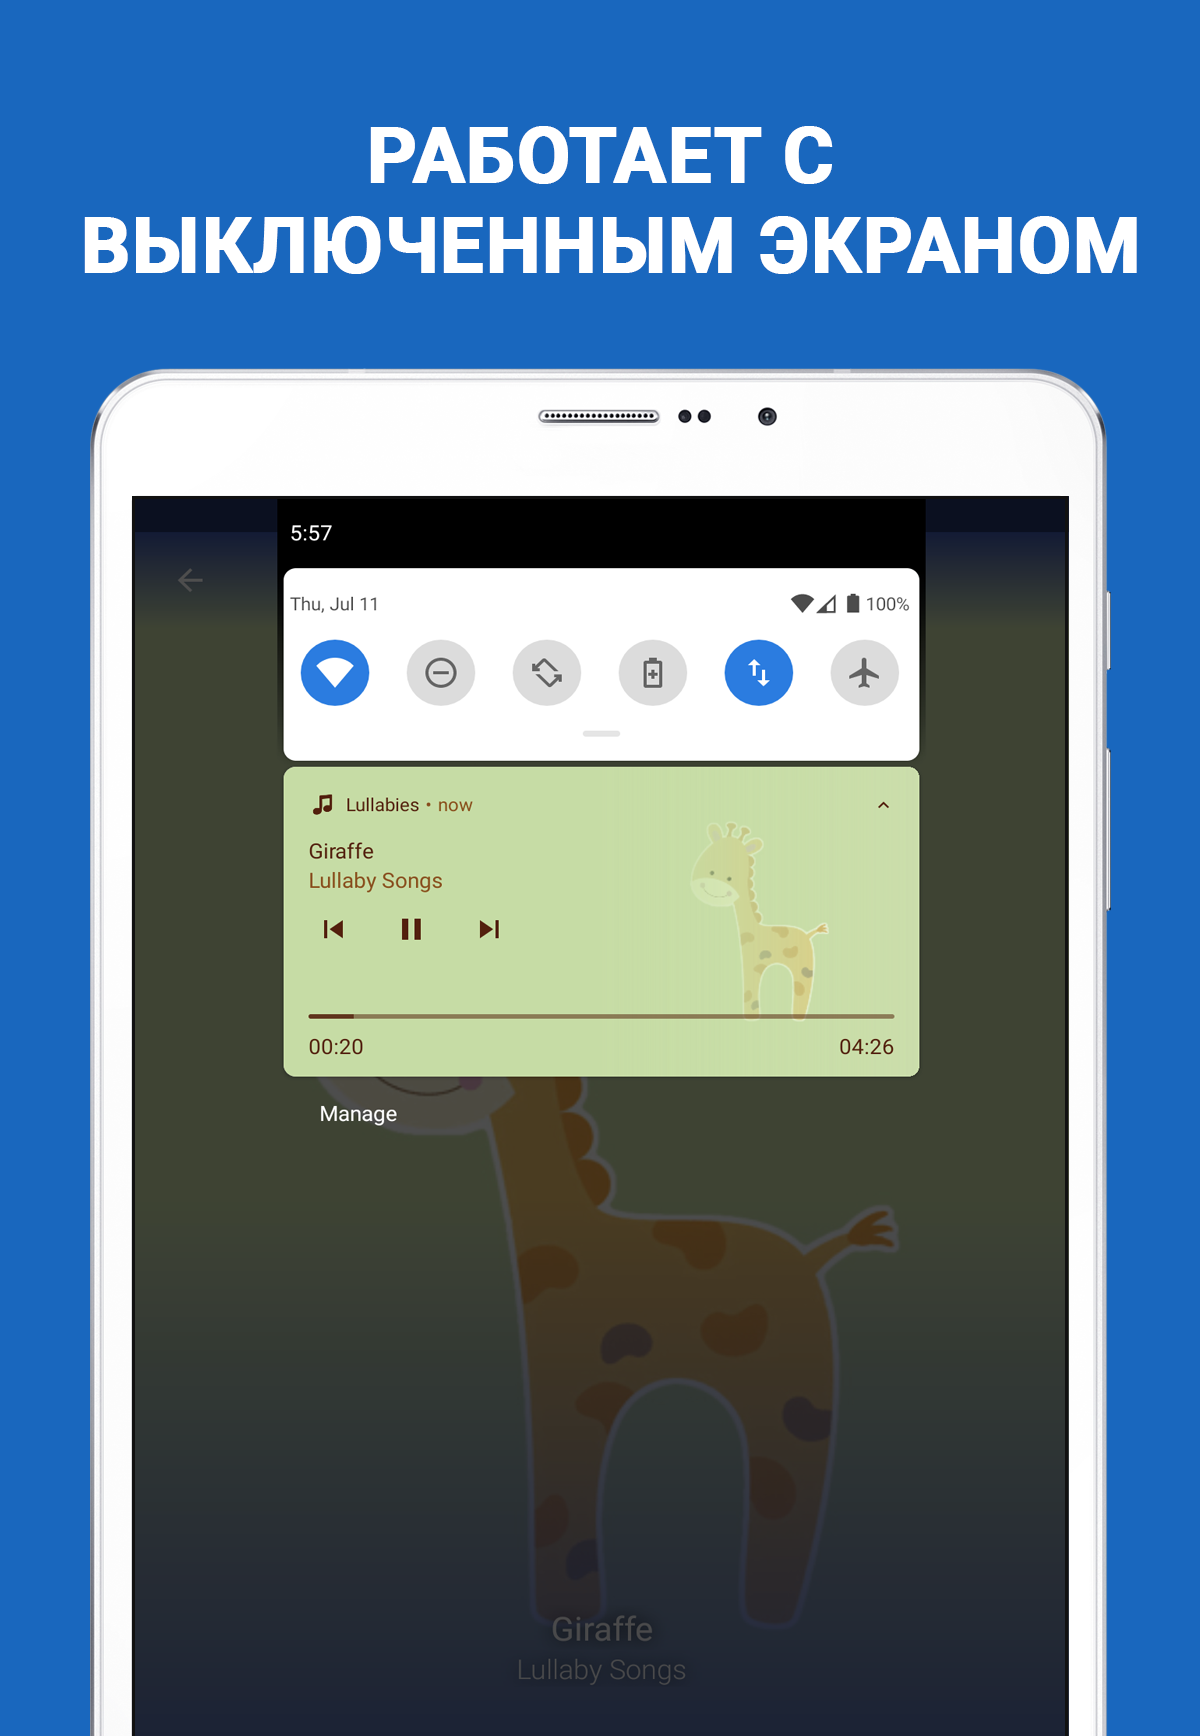 РАБОТАЕТ С
ВЫКЛЮЧЕННЫМ ЭКРАНОМ
5:57
Thu, Jul 11
100%
Lullabies • now
Giraffe
Lullaby Songs
00:20
04:26
Manage
Giraffe
Lullaby Songs